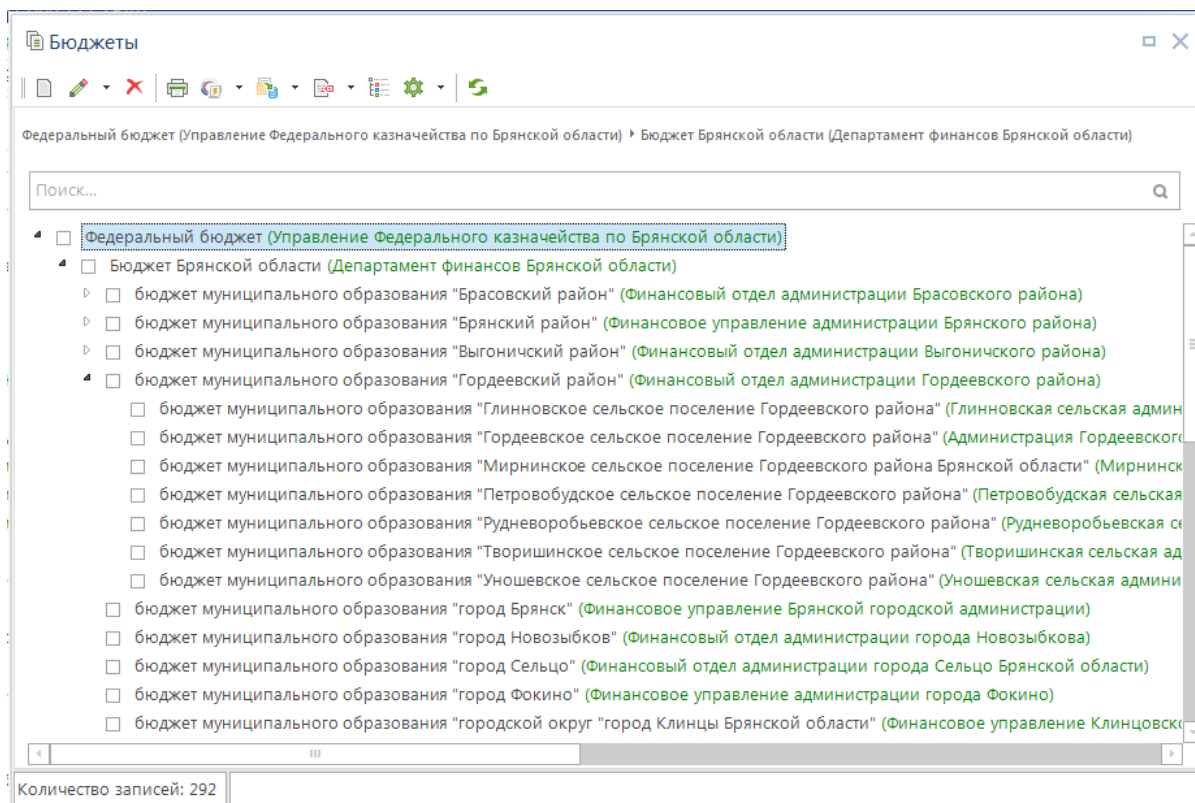 Бюджеты
Федеральный бюджет (Управление Федерального казначейства по Брянской области) Бюджет Брянской области (Департамент финансов Брянской области)
Поиск...
Федеральный бюджет (Управление Федерального казначейства по Брянской области)
Бюджет Брянской области (Департамент финансов Брянской области)
бюджет муниципального образования "Брасовский район" (Финансовый отдел администрации Брасовского района)
бюджет муниципального образования "Брянский район" (Финансовое управление администрации Брянского района)
бюджет муниципального образования "Выгоничский район" (Финансовый отдел администрации Выгоничского района)
бюджет муниципального образования "Гордеевский район" (Финансовый отдел администрации Гордеевского района)
бюджет муниципального образования "Глинновское сельское поселение Гордеевского района" (Глинновская сельская админ
бюджет муниципального образования "Гордеевское сельское поселение Гордеевского района" (Администрация Гордеевского
бюджет муниципального образования "Мирнинское сельское поселение Гордеевского района Брянской области" (Мирнинск
бюджет муниципального образования "Петровобудское сельское поселение Гордеевского района" (Петровобудская сельская
бюджет муниципального образования "Рудневоробьевское сельское поселение Гордеевского района" (Рудневоробьевская се
бюджет муниципального образования "Творишинское сельское поселение Гордеевского района" (Творишинская сельская ад
бюджет муниципального образования "Уношевское сельское поселение Гордеевского района" (Уношевская сельская админи
бюджет муниципального образования "город Брянск" (Финансовое управление Брянской городской администрации)
бюджет муниципального образования "город Новозыбков" (Финансовый отдел администрации города Новозыбкова)
бюджет муниципального образования "город Сельцо" (Финансовый отдел администрации города Сельцо Брянской области)
бюджет муниципального образования "город Фокино" (Финансовое управление администрации города Фокино)
бюджет муниципального образования "городской округ "город Клинцы Брянской области" (Финансовое управление Клинцовско
Количество записей: 292